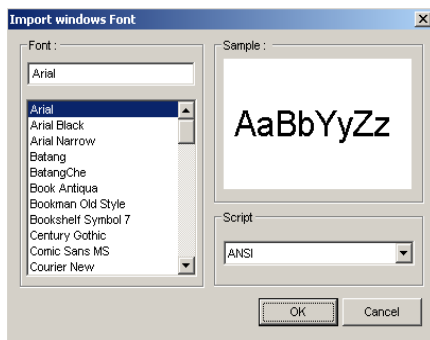 Import windows Font
Font :
Arial
Arial
Arial Black
Arial Narrow
Batang
BatangChe
Book Antiqua
Bookman Old Style
Bookshelf Symbol 7
Century Gothic
Comic Sans MS
Courier New
Sample :
AaBbYyZz
Script
ANSI
OK
Cancel